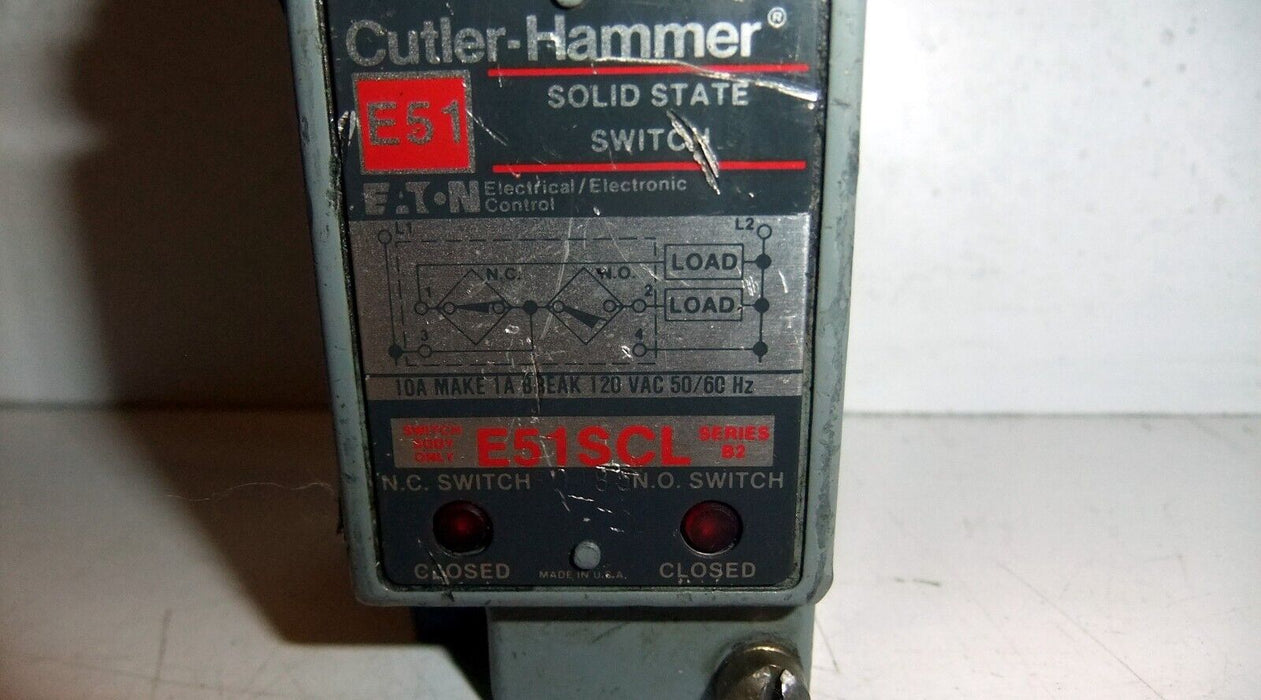 Cutler-Hammer®
E51
SOLID STATE
SWITCH
EATON Electrical/Electronic
Control
L1
L2
N.C.
N.O.
LOAD
1
2
LOAD
3
4
10A MAKE 1A BREAK 120 VAC 50/60 Hz
SWITCH
BODY
ONLY
E51SCL
SERIES
B2
N.C. SWITCH
N.O. SWITCH
CLOSED
MADE IN U.S.A.
CLOSED